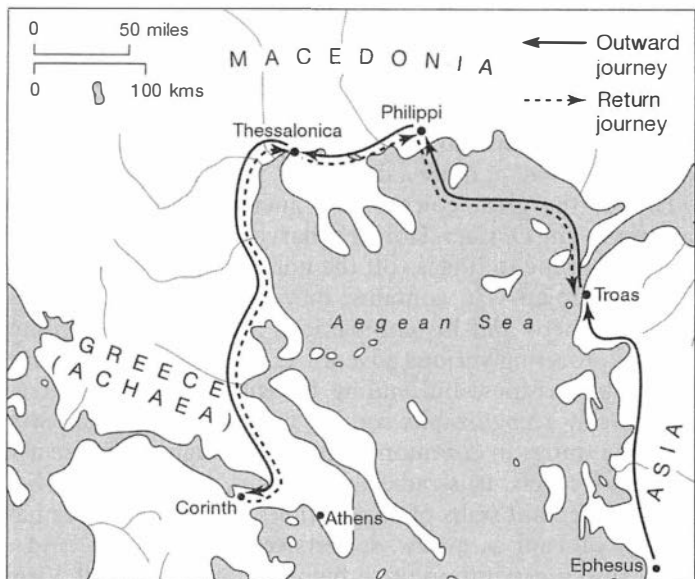 0 50 miles
0 100 kms
MACEDONIA
Outward
journey
Return
journey
Philippi
Thessalonica
Troas
Aegean Sea
GREECE
(ACHAEA)
ASIA
Corinth
Athens
Ephesus